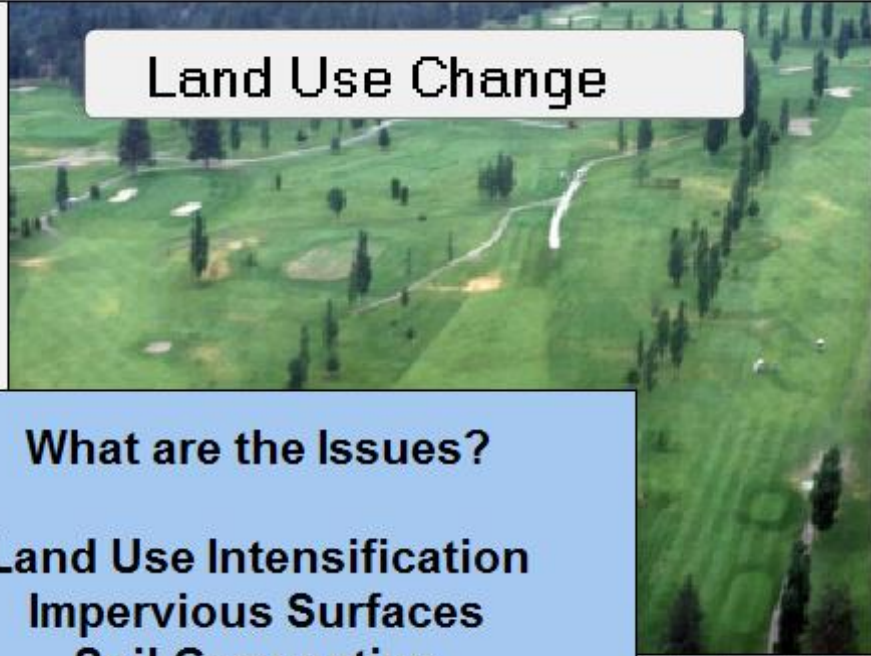 Land Use Change
What are the Issues?
Land Use Intensification
Impervious Surfaces